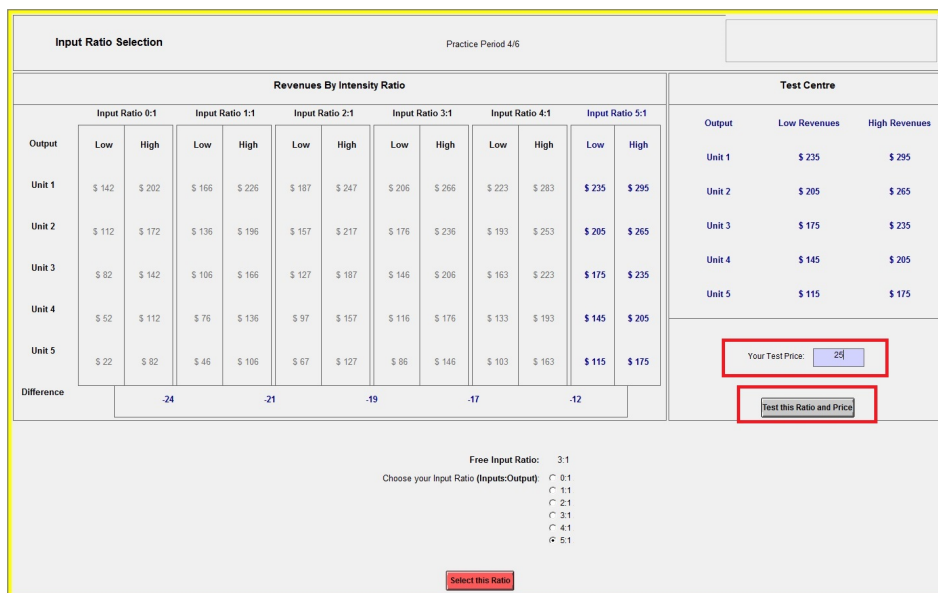 Input Ratio Selection
Practice Period 4/6
Revenues By Intensity Ratio
Input Ratio 0:1 Input Ratio 1:1 Input Ratio 2:1 Input Ratio 3:1 Input Ratio 4:1 Input Ratio 5:1
Output Low High Low High Low High Low High Low High Low High
Unit 1 $ 142 $ 202 $ 166 $ 226 $ 187 $ 247 $ 206 $ 266 $ 223 $ 283 $ 235 $ 295
Unit 2 $ 112 $ 172 $ 136 $ 196 $ 157 $ 217 $ 176 $ 236 $ 193 $ 253 $ 205 $ 265
Unit 3 $ 82 $ 142 $ 106 $ 166 $ 127 $ 187 $ 146 $ 206 $ 163 $ 223 $ 175 $ 235
Unit 4 $ 52 $ 112 $ 76 $ 136 $ 97 $ 157 $ 116 $ 176 $ 133 $ 193 $ 145 $ 205
Unit 5 $ 22 $ 82 $ 46 $ 106 $ 67 $ 127 $ 86 $ 146 $ 103 $ 163 $ 115 $ 175
Difference -24 -21 -19 -17 -12
Test Centre
Output Low Revenues High Revenues
Unit 1 $ 235 $ 295
Unit 2 $ 205 $ 265
Unit 3 $ 175 $ 235
Unit 4 $ 145 $ 205
Unit 5 $ 115 $ 175
Your Test Price: 25
Test this Ratio and Price
Free Input Ratio: 3:1
Choose your Input Ratio (Inputs:Output): 0:1
1:1
2:1
3:1
4:1
5:1
Select this Ratio